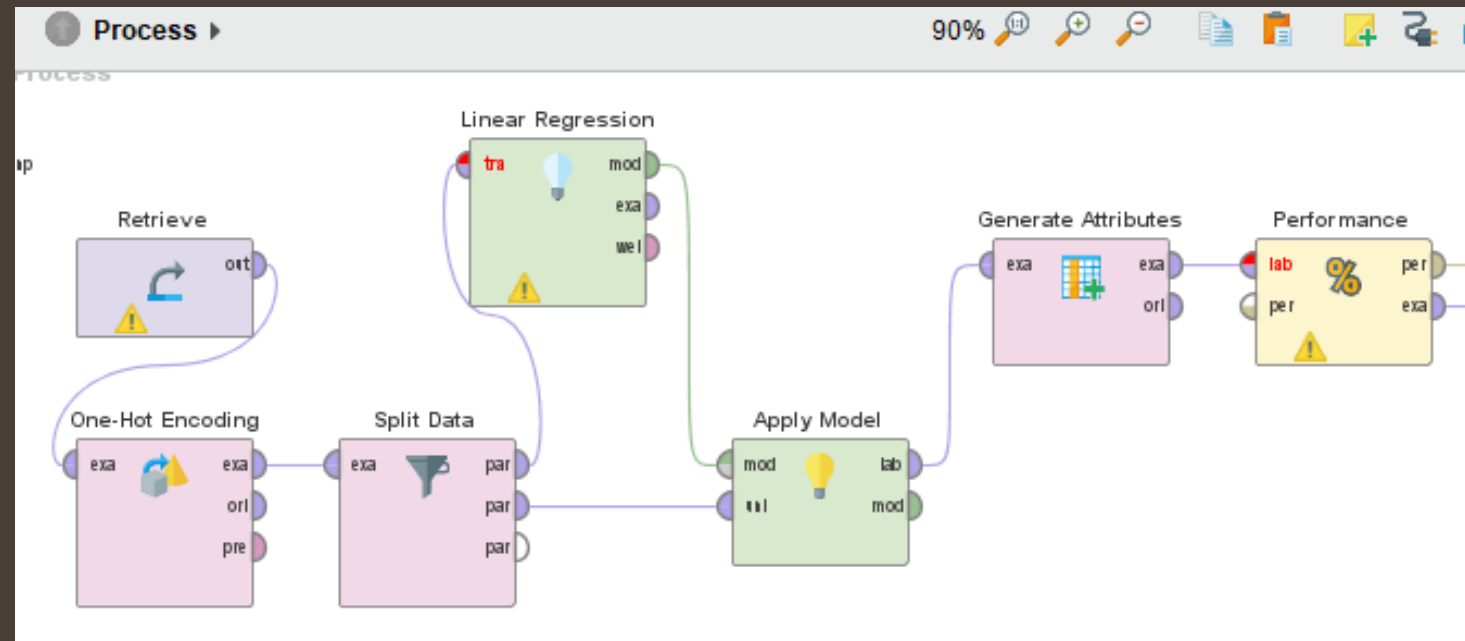 Process
90%
Process
Linear Regression
tra mod
exa
wei
Retrieve
out
Generate Attributes
exa exa
ori
Performance
lab per
per exa
One-Hot Encoding
exa exa
ori
pre
Split Data
exa par
par
par
Apply Model
mod lab
unl mod